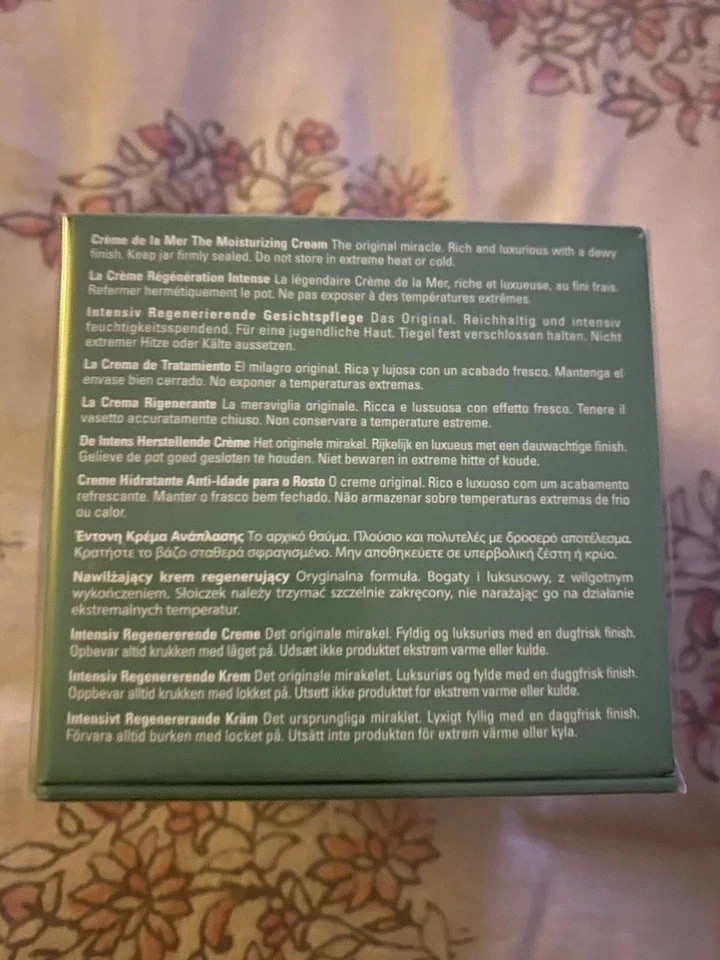 Crème de la Mer The Moisturizing Cream The original miracle. Rich and luxurious with a dewy
finish. Keep jar firmly sealed. Do not store in extreme heat or cold.
La Crème Régénération Intense La légendaire Crème de la Mer, riche et luxueuse, au fini frais.
Refermer hermétiquement le pot. Ne pas exposer à des températures extrêmes.
Intensiv Regenerierende Gesichtspflege Das Original. Reichhaltig und intensiv
feuchtigkeitsspendend. Für eine jugendliche Haut. Tiegel fest verschlossen halten. Nicht
extremer Hitze oder Kälte aussetzen.
La Crema de Tratamiento El milagro original. Rica y lujosa con un acabado fresco. Mantenga el
envase bien cerrado. No exponer a temperaturas extremas.
La Crema Rigenerante La meraviglia originale. Ricca e lussuosa con effetto fresco. Tenere il
vasetto accuratamente chiuso. Non conservare a temperature estreme.
De Intens Herstellende Crème Het originele mirakel. Rijkelijk en luxueus met een dauwachtige finish.
Gelieve de pot goed gesloten te houden. Niet bewaren in extreme hitte of koude.
Creme Hidratante Anti-Idade para o Rosto O creme original. Rico e luxuoso com um acabamento
refrescante. Manter o frasco bem fechado. Não armazenar sobre temperaturas extremas de frio
ou calor.
Έντονη Κρέμα Ανάπλασης Το αρχικό θαύμα. Πλούσιο και πολυτελές με δροσερό αποτέλεσμα.
Κρατήστε το βάζο σταθερά σφραγισμένο. Μην αποθηκεύετε σε υπερβολική ζέστη ή κρύο.
Nawilżający krem regenerujący Oryginalna formuła. Bogaty i luksusowy, z wilgotnym
wykończeniem. Słoiczek należy trzymać szczelnie zakręcony, nie narażając go na działanie
ekstremalnych temperatur.
Intensiv Regenererende Creme Det originale mirakel. Fyldig og luksuriøs med en dugfrisk finish.
Opbevar altid krukken med låget på. Udsæt ikke produktet ekstrem varme eller kulde.
Intensiv Regenererende Krem Det originale mirakelet. Luksuriøs og fylde med en duggfrisk finish.
Oppbevar alltid krukken med lokket på. Utsett ikke produktet for ekstrem varme eller kulde.
Intensivt Regenererande Kräm Det ursprungliga miraklet. Lyxigt fyllig med en daggfrisk finish.
Förvara alltid burken med locket på. Utsätt inte produkten för extrem värme eller kyla.